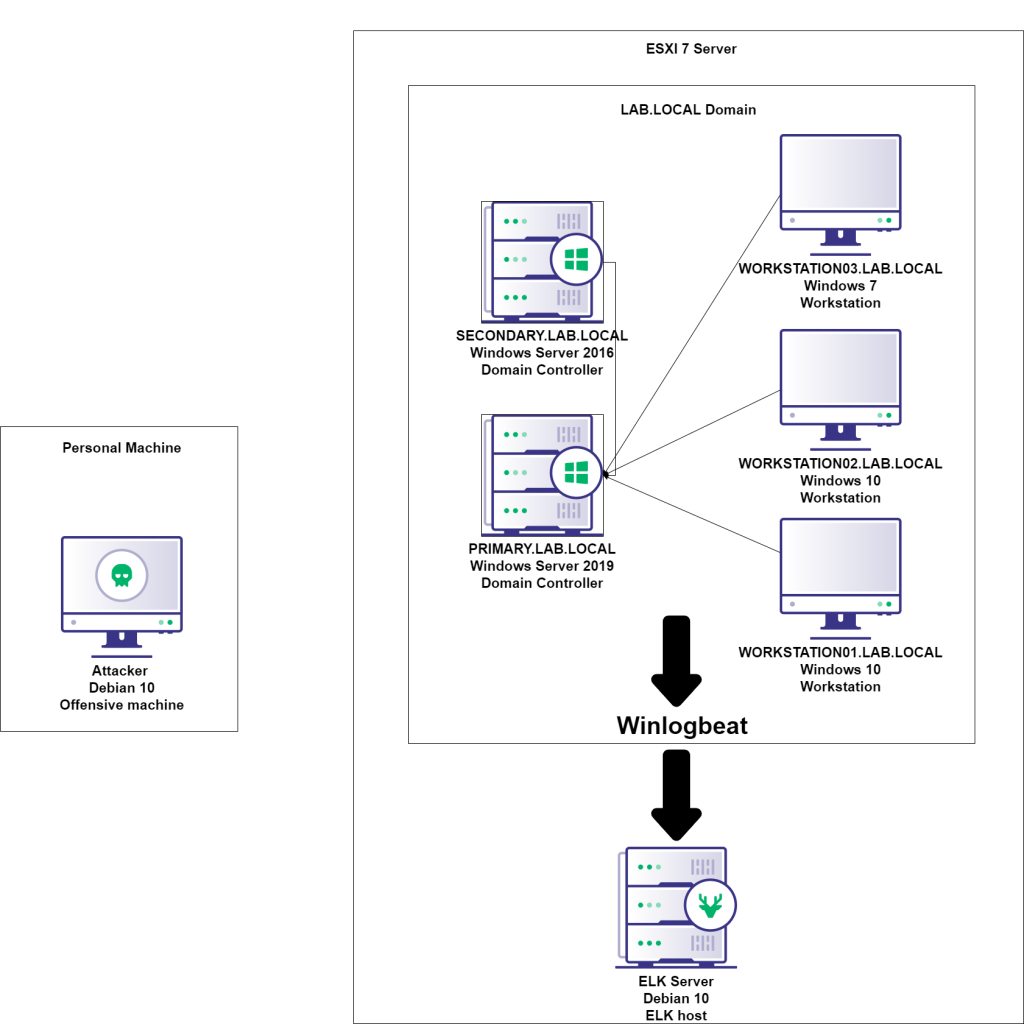 ESXI 7 Server
LAB.LOCAL Domain
WORKSTATION03.LAB.LOCAL
Windows 7
Workstation
SECONDARY.LAB.LOCAL
Windows Server 2016
Domain Controller
WORKSTATION02.LAB.LOCAL
Windows 10
Workstation
PRIMARY.LAB.LOCAL
Windows Server 2019
Domain Controller
WORKSTATION01.LAB.LOCAL
Windows 10
Workstation
Personal Machine
Attacker
Debian 10
Offensive machine
Winlogbeat
ELK Server
Debian 10
ELK host